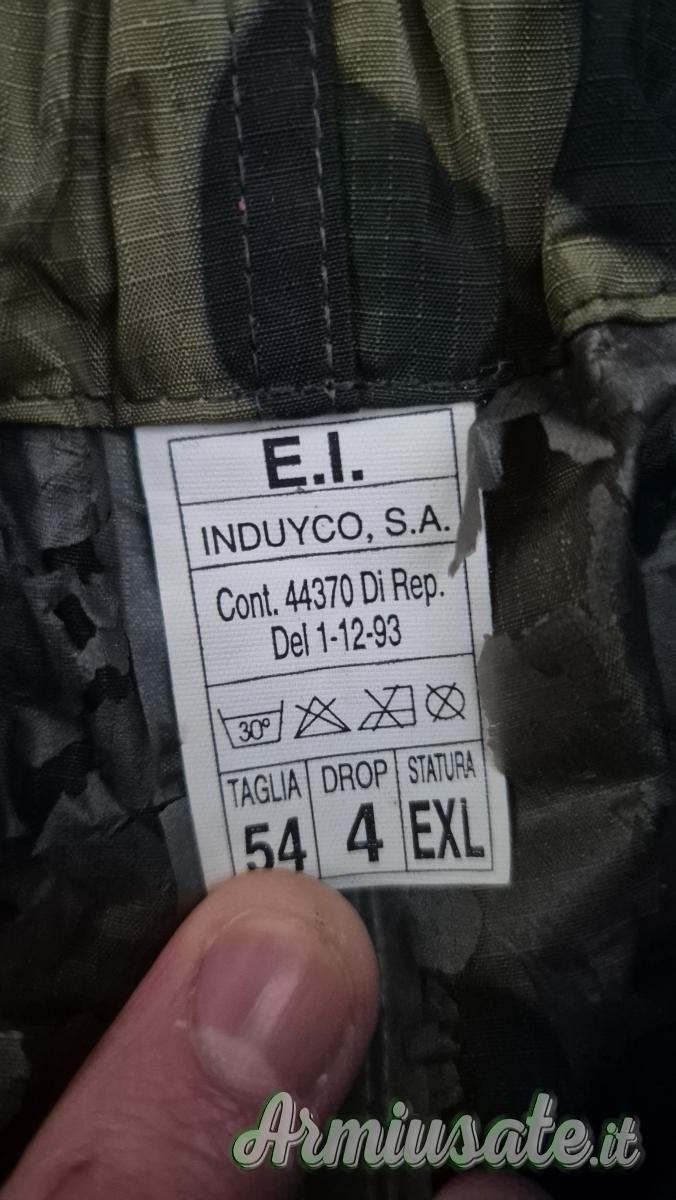 E.I.
INDUYCO, S.A.
Cont. 44370 Di Rep.
Del 1-12-93
30°
TAGLIA DROP STATURA
54 4 EXL
Armiusate.it